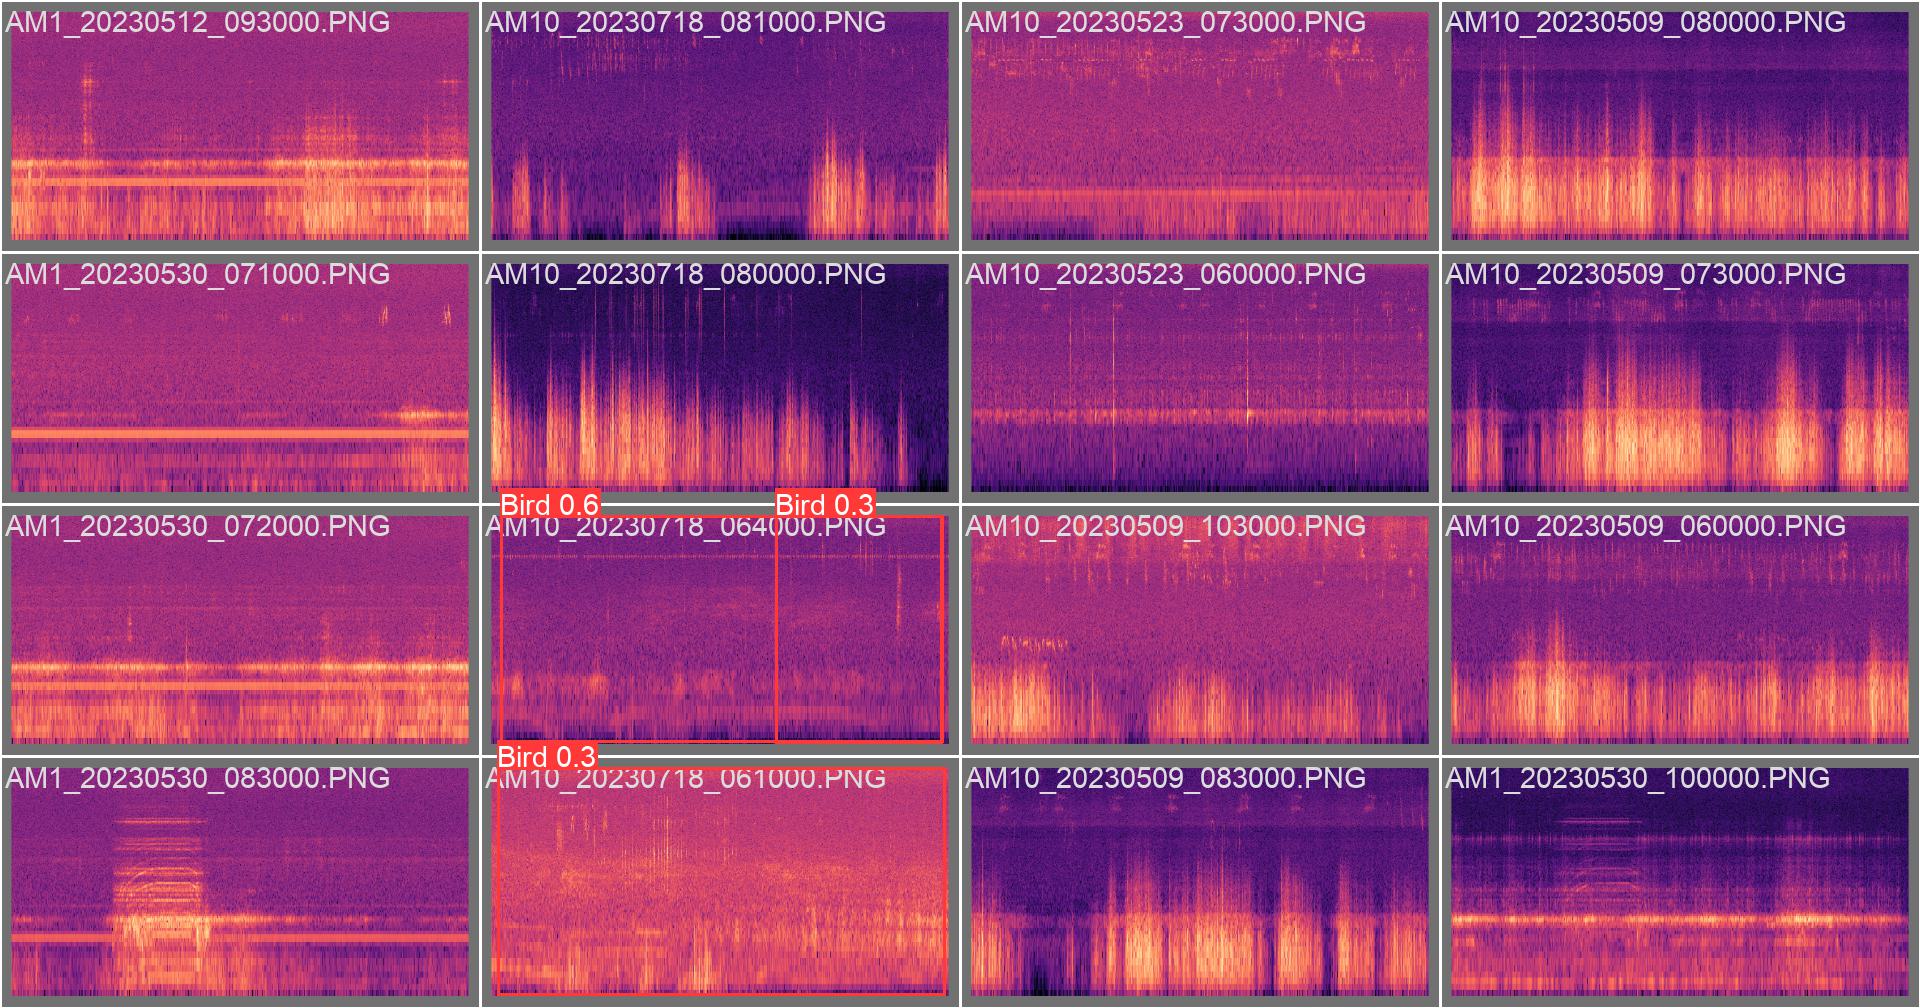 AM1_20230512_093000.PNG
AM10_20230718_081000.PNG
AM10_20230523_073000.PNG
AM10_20230509_080000.PNG
AM1_20230530_071000.PNG
AM10_20230718_080000.PNG
AM10_20230523_060000.PNG
AM10_20230509_073000.PNG
Bird 0.6
Bird 0.3
AM1_20230530_072000.PNG
AM10_20230718_064000.PNG
AM10_20230509_103000.PNG
AM10_20230509_060000.PNG
Bird 0.3
AM1_20230530_083000.PNG
AM10_20230718_061000.PNG
AM10_20230509_083000.PNG
AM1_20230530_100000.PNG